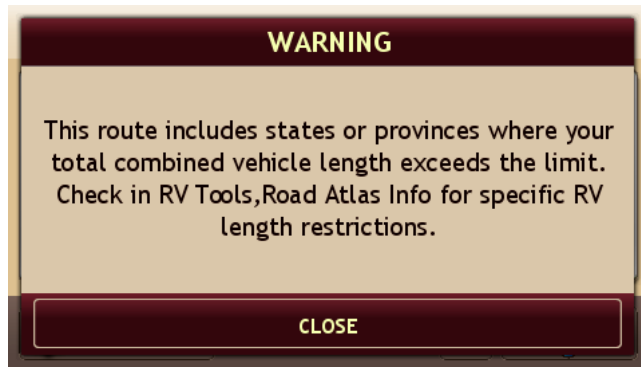 WARNING
This route includes states or provinces where your
total combined vehicle length exceeds the limit.
Check in RV Tools,Road Atlas Info for specific RV
length restrictions.
CLOSE